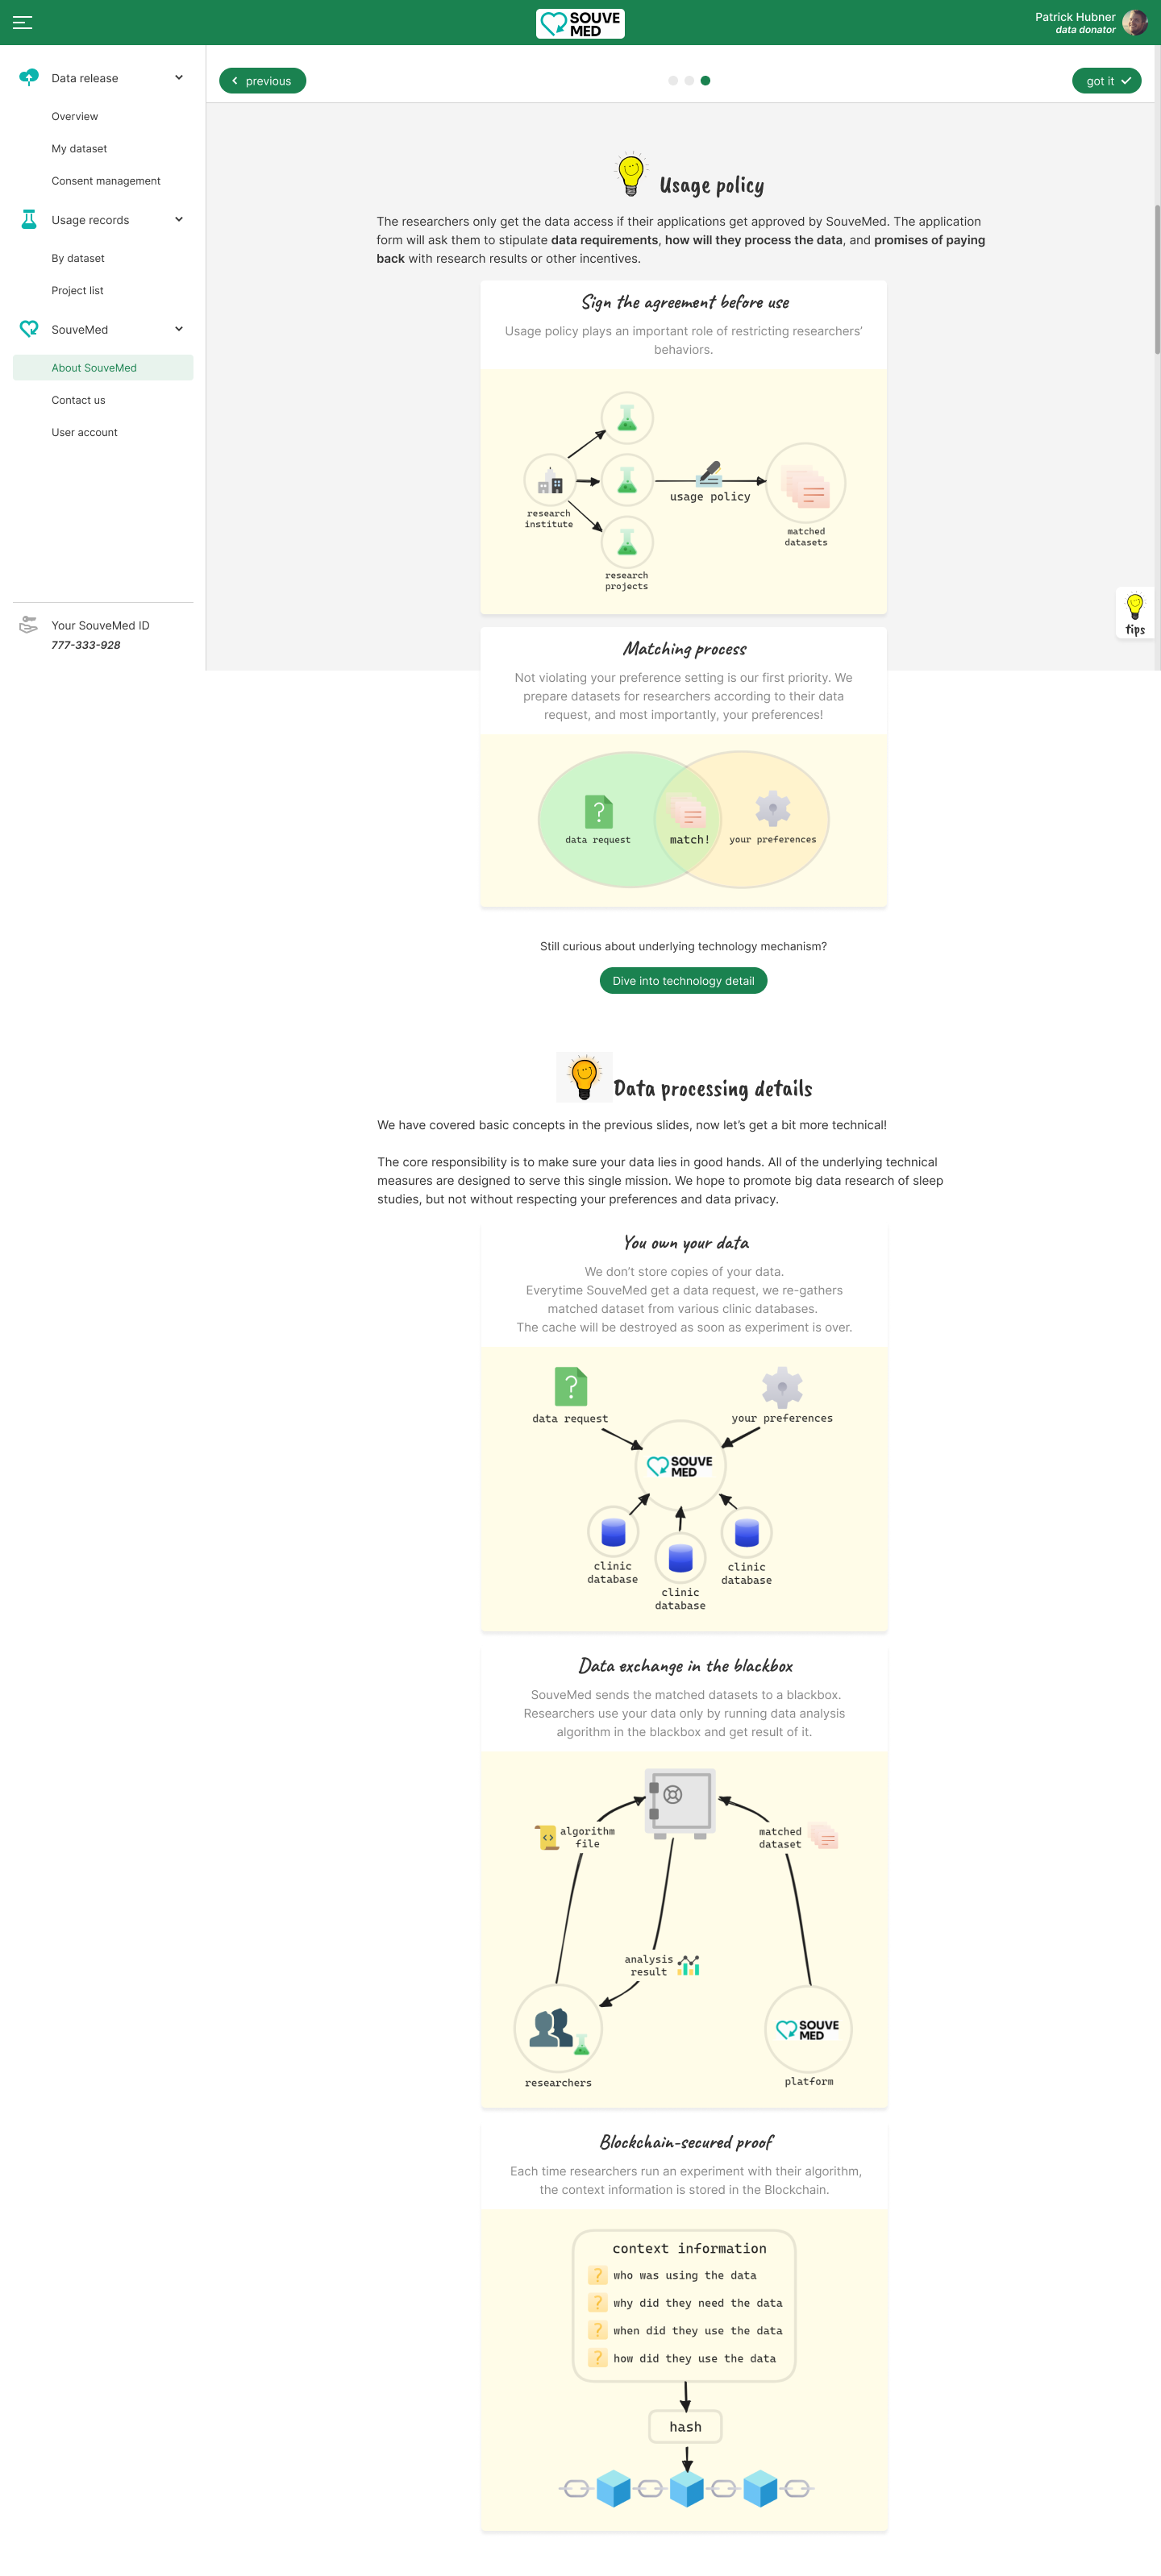 SOUVE
MED
Patrick Hubner
data donator
Data release
Overview
My dataset
Consent management
Usage records
By dataset
Project list
SouveMed
About SouveMed
Contact us
User account
Your SouveMed ID
777-333-928
previous
got it
Usage policy
The researchers only get the data access if their applications get approved by SouveMed. The application
form will ask them to stipulate data requirements, how will they process the data, and promises of paying
back with research results or other incentives.
Sign the agreement before use
Usage policy plays an important role of restricting researchers’
behaviors.
research
institute
research
projects
usage policy
matched
datasets
tips
Matching process
Not violating your preference setting is our first priority. We
prepare datasets for researchers according to their data
request, and most importantly, your preferences!
?
data request
match!
your preferences
Still curious about underlying technology mechanism?
Dive into technology detail
Data processing details
We have covered basic concepts in the previous slides, now let’s get a bit more technical!
The core responsibility is to make sure your data lies in good hands. All of the underlying technical
measures are designed to serve this single mission. We hope to promote big data research of sleep
studies, but not without respecting your preferences and data privacy.
You own your data
We don’t store copies of your data.
Everytime SouveMed get a data request, we re-gathers
matched dataset from various clinic databases.
The cache will be destroyed as soon as experiment is over.
?
data request
your preferences
SOUVE
MED
clinic
database
clinic
database
clinic
database
Data exchange in the blackbox
SouveMed sends the matched datasets to a blackbox.
Researchers use your data only by running data analysis
algorithm in the blackbox and get result of it.
<> algorithm
file
matched
dataset
analysis
result
SOUVE
MED
researchers
platform
Blockchain-secured proof
Each time researchers run an experiment with their algorithm,
the context information is stored in the Blockchain.
context information
? who was using the data
? why did they need the data
? when did they use the data
? how did they use the data
hash